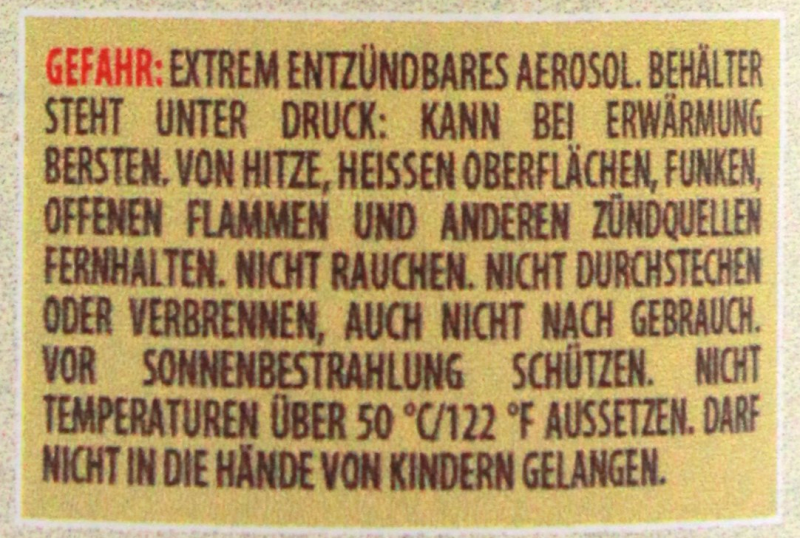 GEFAHR: EXTREM ENTZÜNDBARES AEROSOL. BEHÄLTER
STEHT UNTER DRUCK: KANN BEI ERWÄRMUNG
BERSTEN. VON HITZE, HEISSEN OBERFLÄCHEN, FUNKEN,
OFFENEN FLAMMEN UND ANDEREN ZÜNDQUELLEN
FERNHALTEN. NICHT RAUCHEN. NICHT DURCHSTECHEN
ODER VERBRENNEN, AUCH NICHT NACH GEBRAUCH.
VOR SONNENBESTRAHLUNG SCHÜTZEN. NICHT
TEMPERATUREN ÜBER 50 °C/122 °F AUSSETZEN. DARF
NICHT IN DIE HÄNDE VON KINDERN GELANGEN.